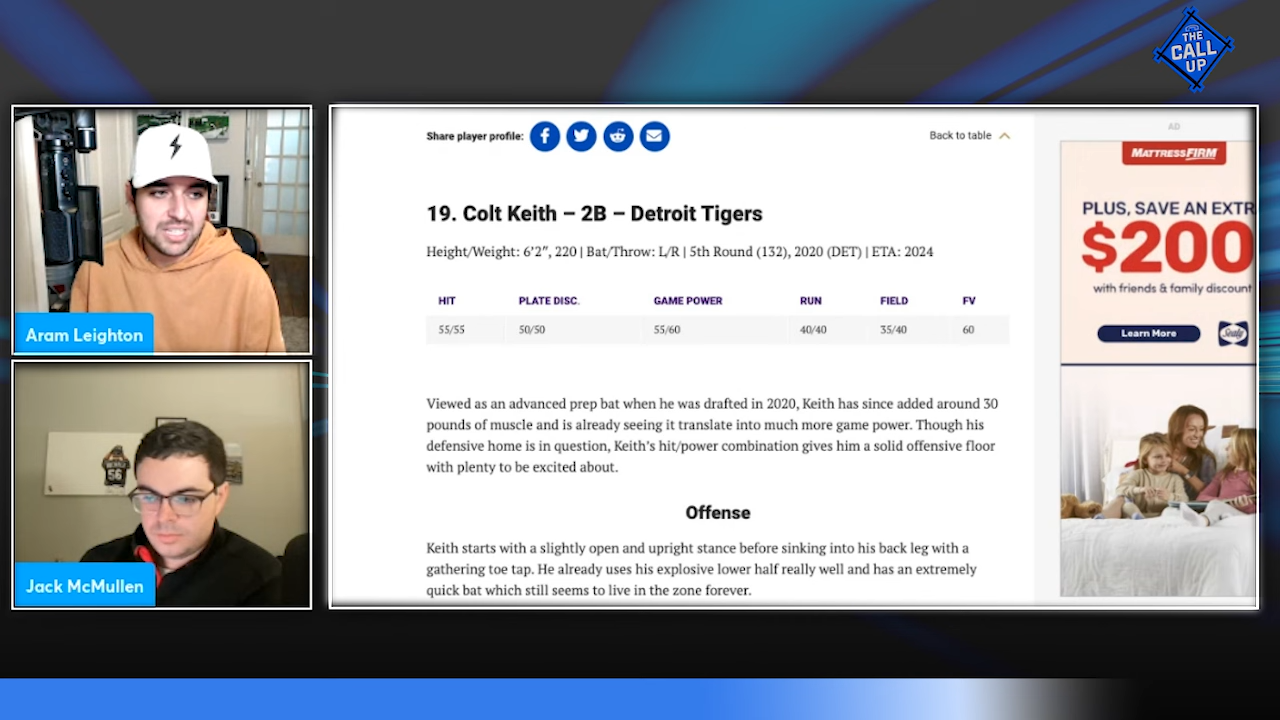 THE
CALL
UP
Share player profile:
Back to table
AD
MATTRESSFIRM
PLUS, SAVE AN EXTR
$200
with friends & family discount
Learn More
Sealy
19. Colt Keith – 2B – Detroit Tigers
Height/Weight: 6’2”, 220 | Bat/Throw: L/R | 5th Round (132), 2020 (DET) | ETA: 2024
HIT PLATE DISC. GAME POWER RUN FIELD FV
55/55 50/50 55/60 40/40 35/40 60
Viewed as an advanced prep bat when he was drafted in 2020, Keith has since added around 30
pounds of muscle and is already seeing it translate into much more game power. Though his
defensive home is in question, Keith’s hit/power combination gives him a solid offensive floor
with plenty to be excited about.
Offense
Keith starts with a slightly open and upright stance before sinking into his back leg with a
gathering toe tap. He already uses his explosive lower half really well and has an extremely
quick bat which still seems to live in the zone forever.
Aram Leighton
56
Jack McMullen